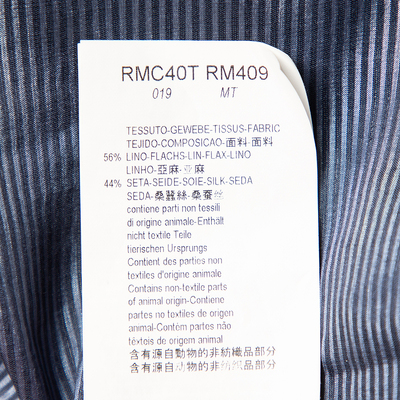 RMC40T RM409
019 MT
TESSUTO-GEWEBE-TISSUS-FABRIC
TEJIDO-COMPOSICAO-面料-面料
56% LINO-FLACHS-LIN-FLAX-LINO
LINHO-亞麻-亚麻
44% SETA-SEIDE-SOIE-SILK-SEDA
SEDA-桑蠶絲-桑蚕丝
contiene parti non tessili
di origine animale-Enthält
nicht textile Teile
tierischen Ursprungs
Contient des parties non
textiles d'origine animale
Contains non-textile parts
of animal origin-Contiene
partes no textiles de origen
animal-Contém partes não
têxteis de origem animal
含有源自動物的非紡織品部分
含有源自动物的非纺织品部分